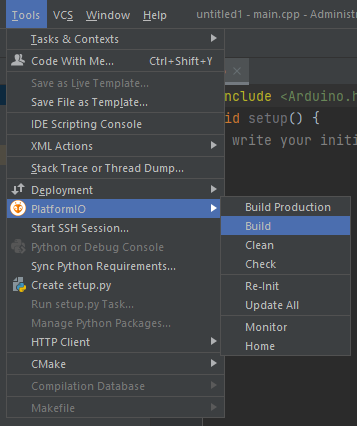 Tools VCS Window Help untitled1 - main.cpp - Administ
Tasks & Contexts
Code With Me... Ctrl+Shift+Y
Save as Live Template...
Save File as Template...
nclude <Arduino.h
IDE Scripting Console
id setup() {
XML Actions
write your initi
Stack Trace or Thread Dump...
Deployment
PlatformIO
Build Production
Start SSH Session...
Build
Python or Debug Console
Clean
Sync Python Requirements...
Check
Create setup.py
Re-Init
Run setup.py Task...
Update All
Manage Python Packages...
Monitor
HTTP Client
Home
CMake
Compilation Database
Makefile